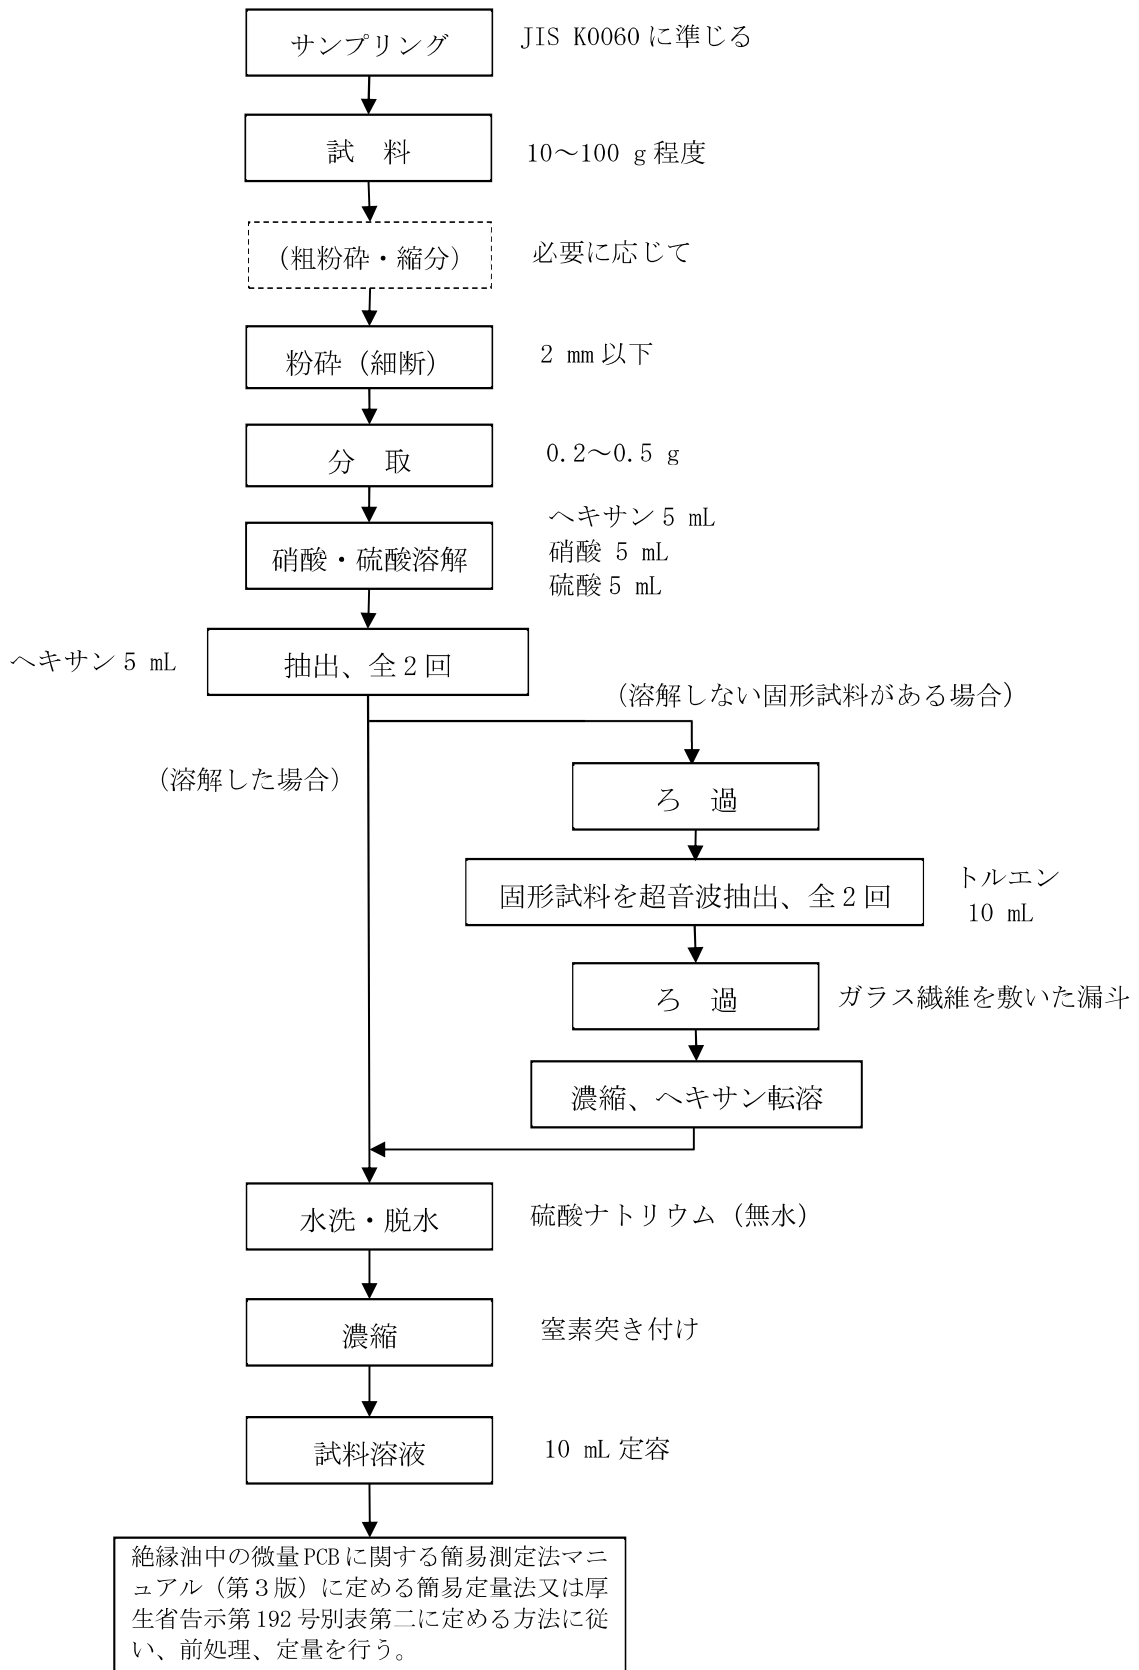 サンプリング
JIS K0060 に準じる
試　料
10～100 g 程度
（粗粉砕・縮分）
必要に応じて
粉砕（細断）
2 mm 以下
分　取
0.2～0.5 g
硝酸・硫酸溶解
ヘキサン 5 mL
硝酸 5 mL
硫酸 5 mL
ヘキサン 5 mL
抽出、全２回
（溶解しない固形試料がある場合）
（溶解した場合）
ろ　過
固形試料を超音波抽出、全２回
トルエン
10 mL
ろ　過
ガラス繊維を敷いた漏斗
濃縮、ヘキサン転溶
水洗・脱水
硫酸ナトリウム（無水）
濃縮
窒素突き付け
試料溶液
10 mL 定容
絶縁油中の微量 PCB に関する簡易測定法マニ
ュアル（第３版）に定める簡易定量法又は厚
生省告示第 192 号別表第二に定める方法に従
い、前処理、定量を行う。